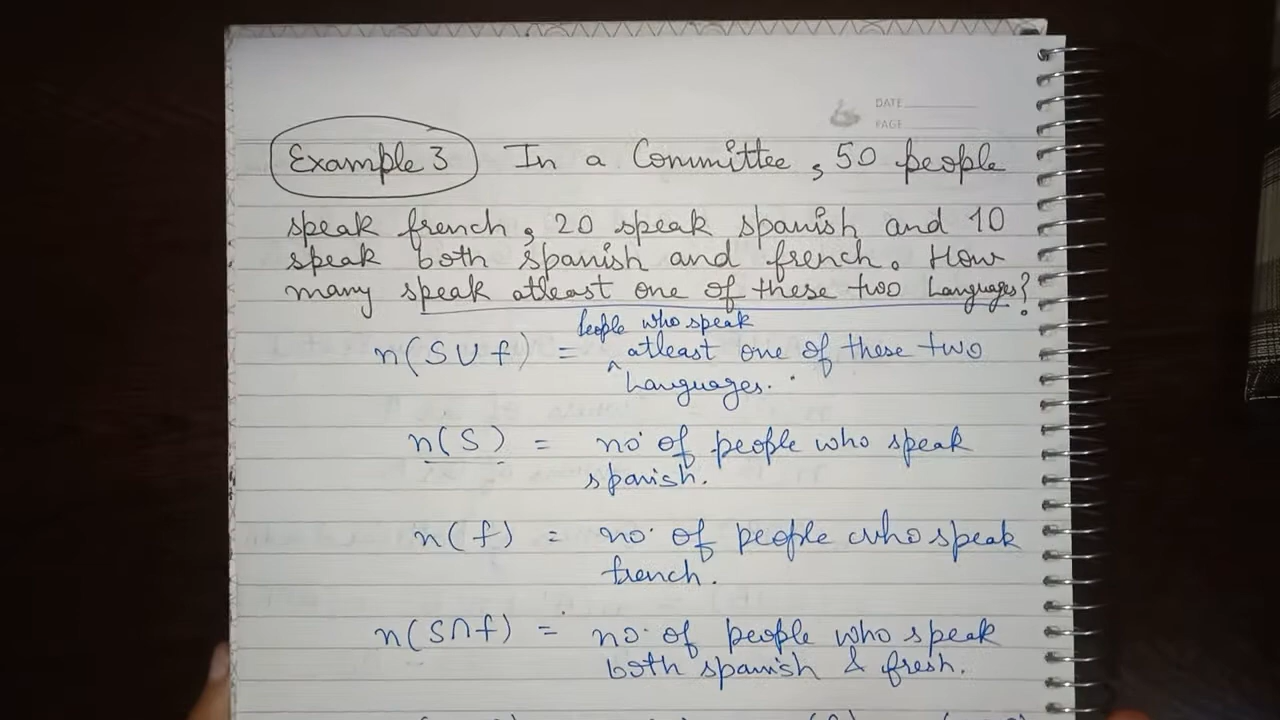 DATE
PAGE
Example 3 In a Committee, 50 people
speak french, 20 speak spanish and 10
speak both spanish and french. How
many speak atleast one of these two Languages?
people who speak
n(S∪f) = ^ atleast one of these two
Languages.
n(S) = no. of people who speak
spanish.
n(f) = no. of people who speak
french.
n(S∩f) = no. of people who speak
both spanish & fresh.